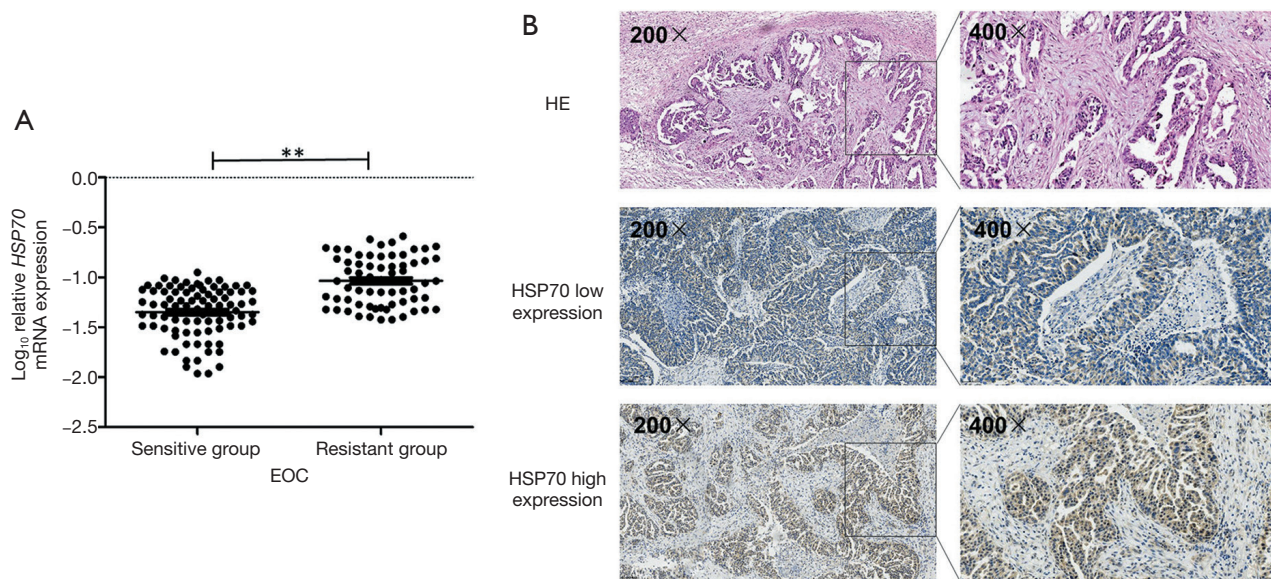 A
**
0.0
−0.5
−1.0
−1.5
−2.0
−2.5
Log₁₀ relative HSP70
mRNA expression
Sensitive group
Resistant group
EOC
B
HE
200×
400×
HSP70 low
expression
200×
400×
HSP70 high
expression
200×
400×